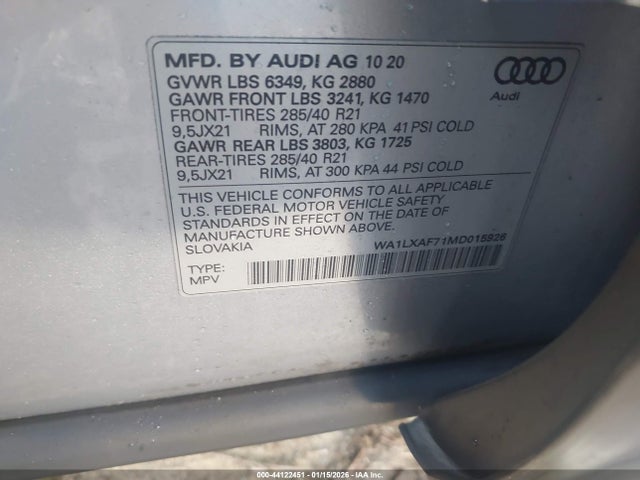 MFD. BY AUDI AG 10 20
GVWR LBS 6349, KG 2880
GAWR FRONT LBS 3241, KG 1470
FRONT-TIRES 285/40 R21
9,5JX21 RIMS, AT 280 KPA 41 PSI COLD
GAWR REAR LBS 3803, KG 1725
REAR-TIRES 285/40 R21
9,5JX21 RIMS, AT 300 KPA 44 PSI COLD
Audi
THIS VEHICLE CONFORMS TO ALL APPLICABLE
U.S. FEDERAL MOTOR VEHICLE SAFETY
STANDARDS IN EFFECT ON THE DATE OF
MANUFACTURE SHOWN ABOVE.
SLOVAKIA WA1LXAF71MD015926
TYPE:
MPV
000-44122451 - 01/15/2026 - COPYRIGHT IAA, LLC.